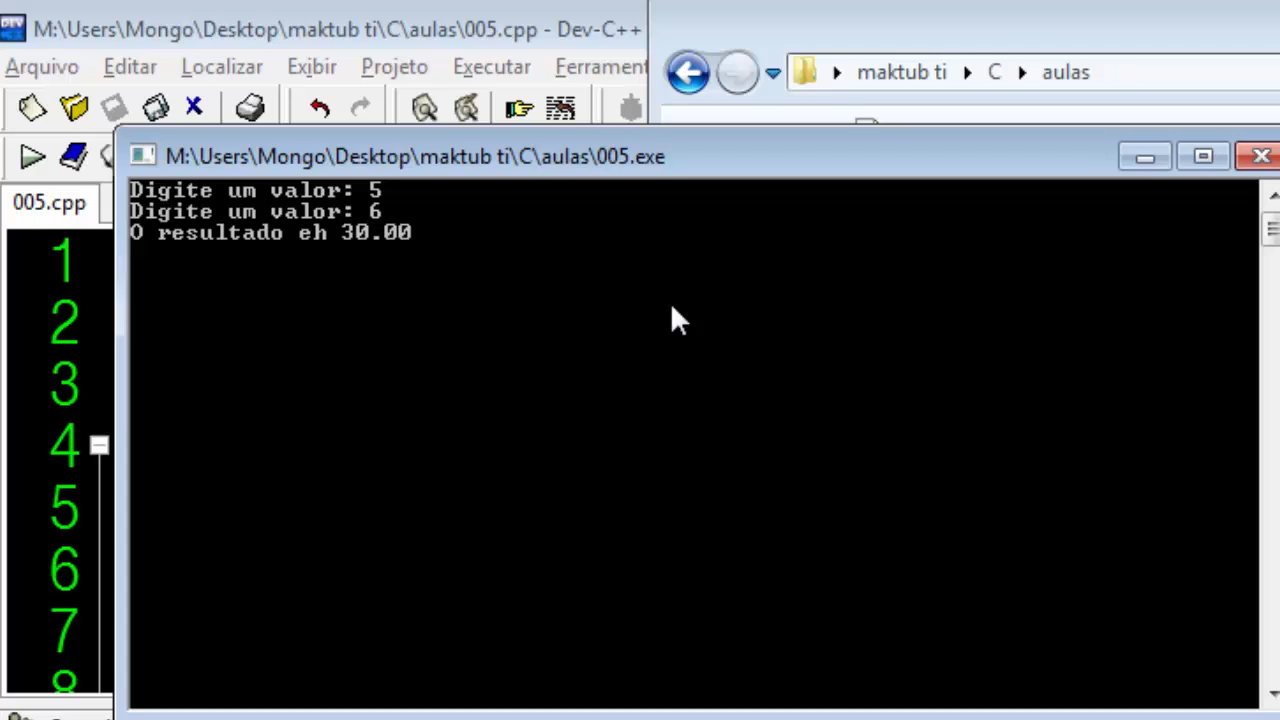 M:\Users\Mongo\Desktop\maktub ti\C\aulas\005.cpp - Dev-C++
Arquivo Editar Localizar Exibir Projeto Executar Ferrament
maktub ti C aulas
M:\Users\Mongo\Desktop\maktub ti\C\aulas\005.exe
005.cpp
Digite um valor: 5
Digite um valor: 6
O resultado eh 30.00
1
2
3
4
5
6
7
8